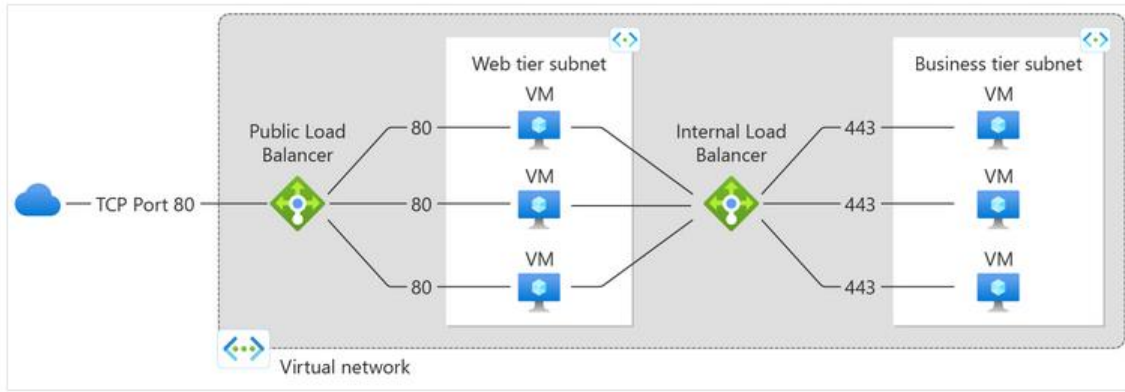 Web tier subnet
Business tier subnet
VM
VM
Public Load
Balancer
80
Internal Load
Balancer
443
VM
VM
TCP Port 80
80
443
VM
VM
80
443
Virtual network